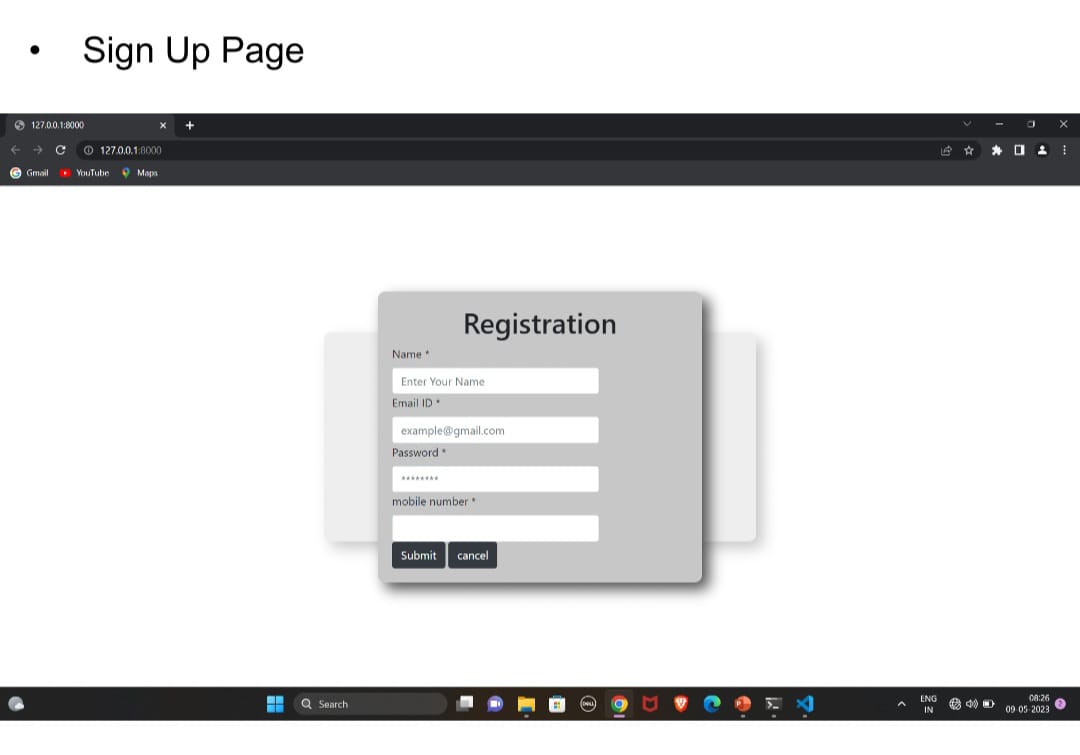 • Sign Up Page
127.0.0.1:8000
127.0.0.1:8000
Gmail YouTube Maps
Registration
Name *
Enter Your Name
Email ID *
example@gmail.com
Password *
********
mobile number *
Submit cancel
Search
DELL
ENG
IN
08:26
09-05-2023
2